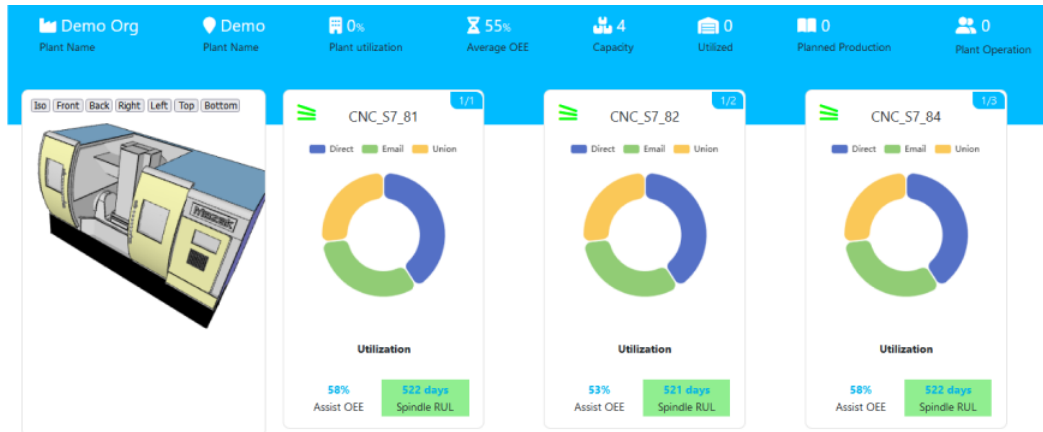 Demo Org
Plant Name
Demo
Plant Name
0%
Plant utilization
55%
Average OEE
4
Capacity
0
Utilized
0
Planned Production
0
Plant Operation
Iso Front Back Right Left Top Bottom
Mazak
1/1
CNC_S7_81
Direct Email Union
Utilization
58%
Assist OEE
522 days
Spindle RUL
1/2
CNC_S7_82
Direct Email Union
Utilization
53%
Assist OEE
521 days
Spindle RUL
1/3
CNC_S7_84
Direct Email Union
Utilization
58%
Assist OEE
522 days
Spindle RUL